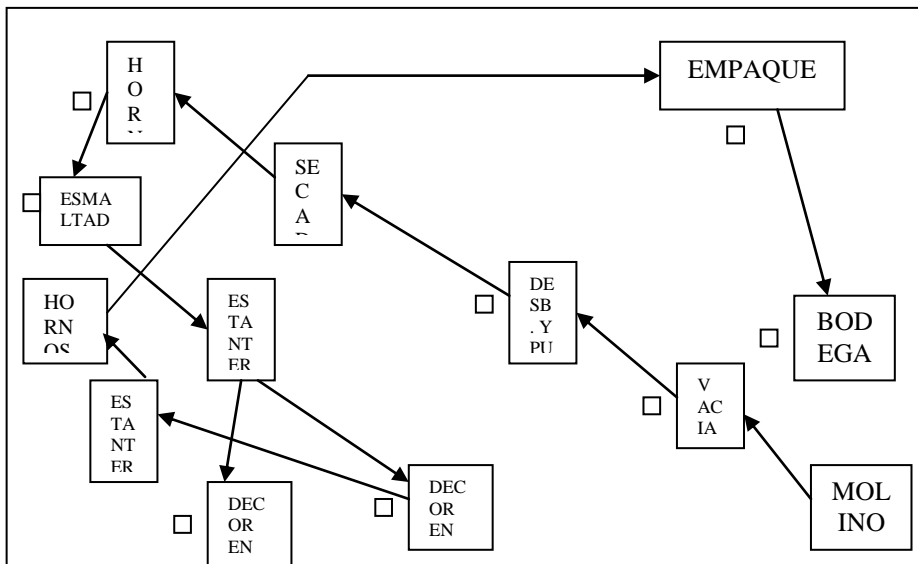 H
O
R
N
EMPAQUE
SE
C
A
D
ESMA
LTAD
DE
SB
. Y
PU
HO
RN
OS
ES
TA
NT
ER
BOD
EGA
V
AC
IA
ES
TA
NT
ER
DEC
OR
EN
DEC
OR
EN
MOL
INO